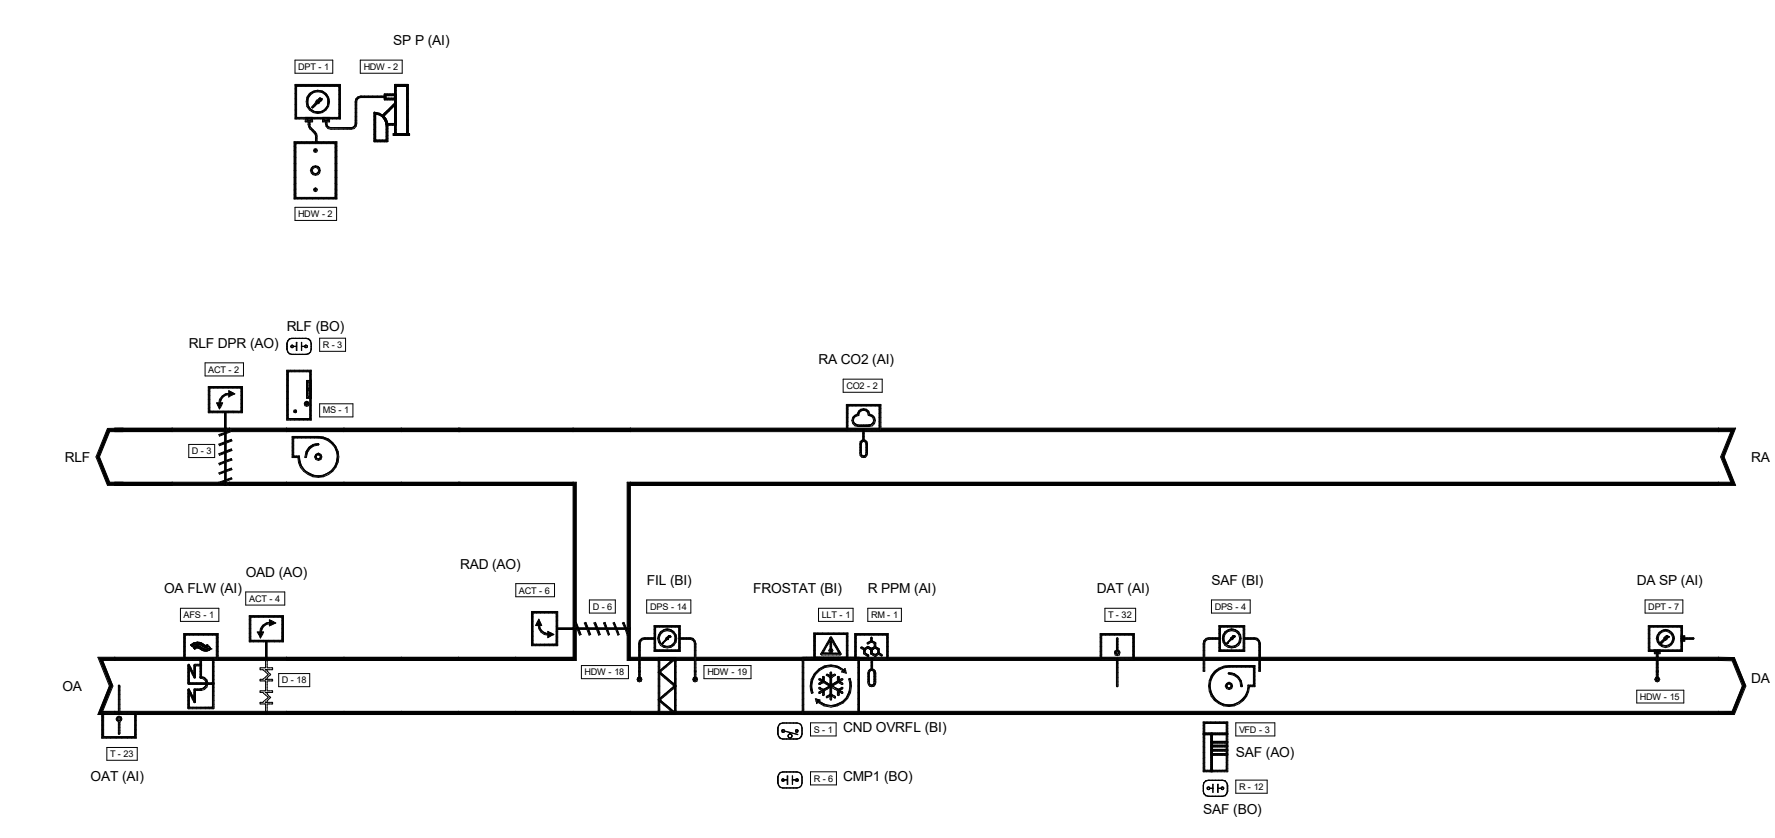 SP P (AI)
DPT - 1
HDW - 2
HDW - 2
RLF (BO)
RLF DPR (AO)
R - 3
ACT - 2
MS - 1
RA CO2 (AI)
CO2 - 2
D - 3
RLF
RA
RAD (AO)
ACT - 6
D - 6
OA FLW (AI)
OAD (AO)
AFS - 1
ACT - 4
FIL (BI)
DPS - 14
FROSTAT (BI)
R PPM (AI)
LLT - 1
RM - 1
DAT (AI)
T - 32
SAF (BI)
DPS - 4
DA SP (AI)
DPT - 7
HDW - 18
HDW - 19
D - 18
OA
DA
HDW - 15
T - 23
OAT (AI)
S - 1
CND OVRFL (BI)
R - 6
CMP1 (BO)
VFD - 3
SAF (AO)
R - 12
SAF (BO)